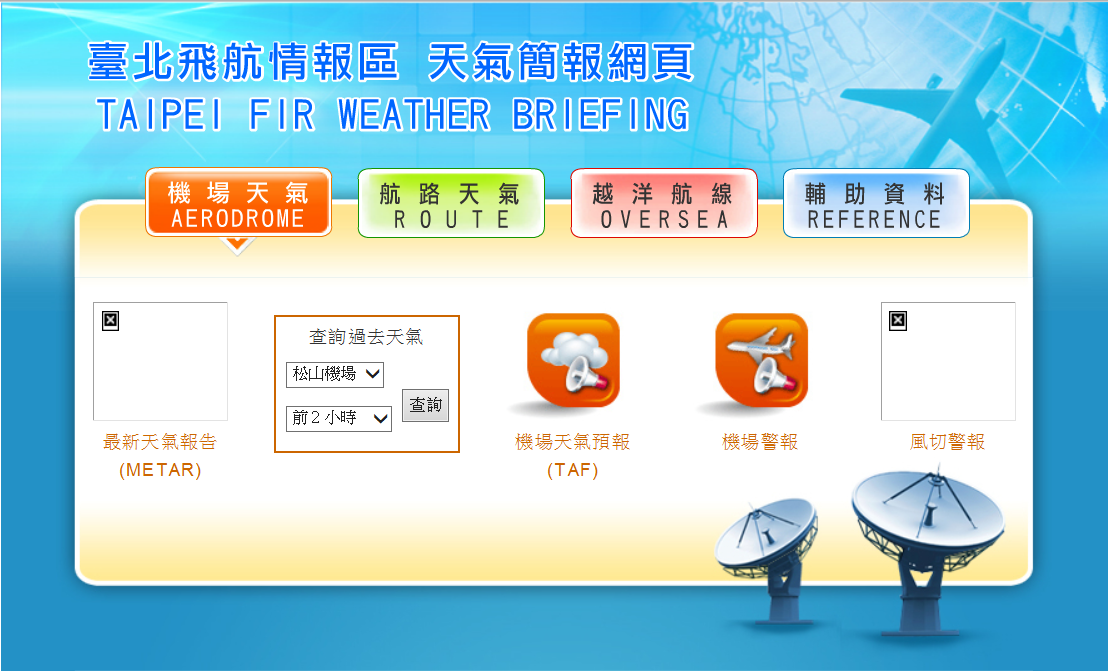 臺北飛航情報區 天氣簡報網頁
TAIPEI FIR WEATHER BRIEFING
機場天氣
AERODROME
航路天氣
ROUTE
越洋航線
OVERSEA
輔助資料
REFERENCE
最新天氣報告
(METAR)
查詢過去天氣
松山機場
前2小時
查詢
機場天氣預報
(TAF)
機場警報
風切警報